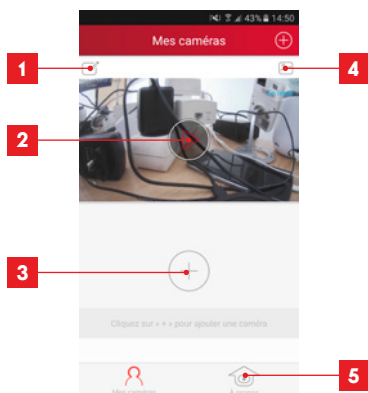 43% 14:50
Mes caméras
1
4
2
3
Cliquez sur « + » pour ajouter une caméra
5
Mes caméras
A propos